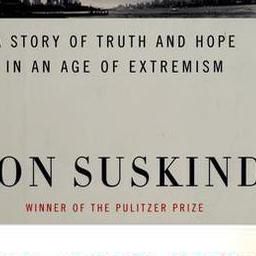 STORY OF TRUTH AND HOPE
IN AN AGE OF EXTREMISM
ON SUSKIND
WINNER OF THE PULITZER PRIZE